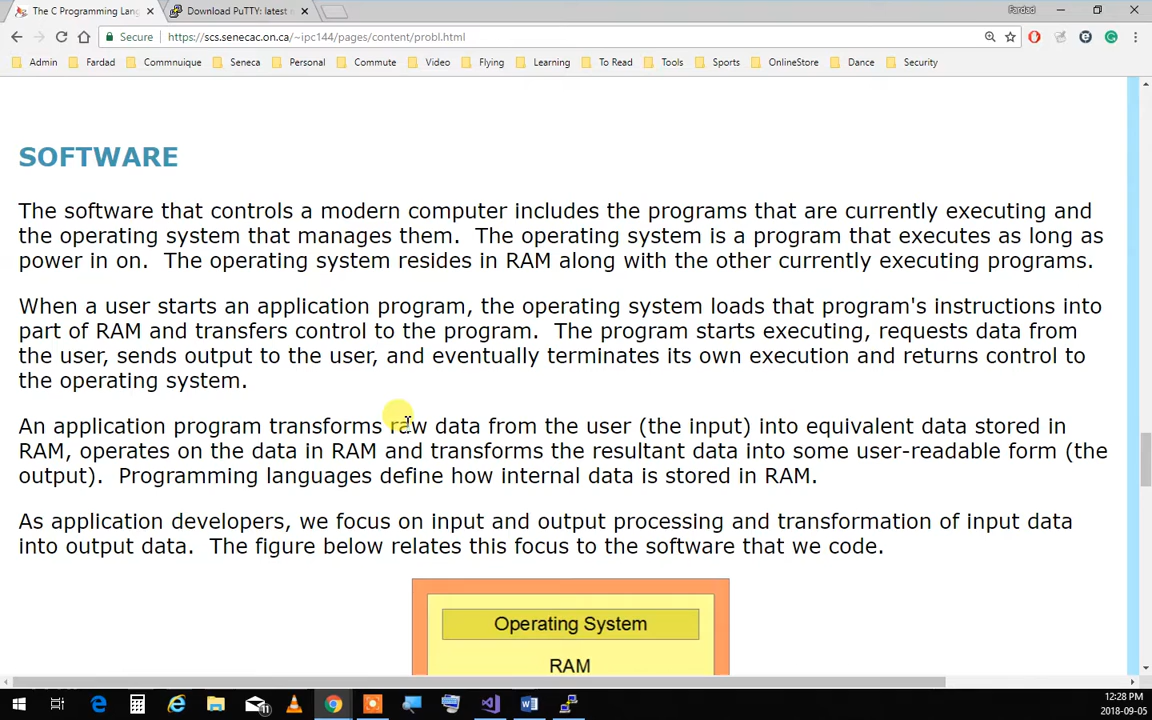 The C Programming Lang
Download PuTTY: latest
Fardad
Secure
https://scs.senecac.on.ca/~ipc144/pages/content/probl.html
Admin Fardad Commnuique Seneca Personal Commute Video Flying Learning To Read Tools Sports OnlineStore Dance Security
SOFTWARE
The software that controls a modern computer includes the programs that are currently executing and
the operating system that manages them.  The operating system is a program that executes as long as
power in on.  The operating system resides in RAM along with the other currently executing programs.
When a user starts an application program, the operating system loads that program's instructions into
part of RAM and transfers control to the program.  The program starts executing, requests data from
the user, sends output to the user, and eventually terminates its own execution and returns control to
the operating system.
An application program transforms raw data from the user (the input) into equivalent data stored in
RAM, operates on the data in RAM and transforms the resultant data into some user-readable form (the
output).  Programming languages define how internal data is stored in RAM.
As application developers, we focus on input and output processing and transformation of input data
into output data.  The figure below relates this focus to the software that we code.
Operating System
RAM
11
12:28 PM
2018-09-05